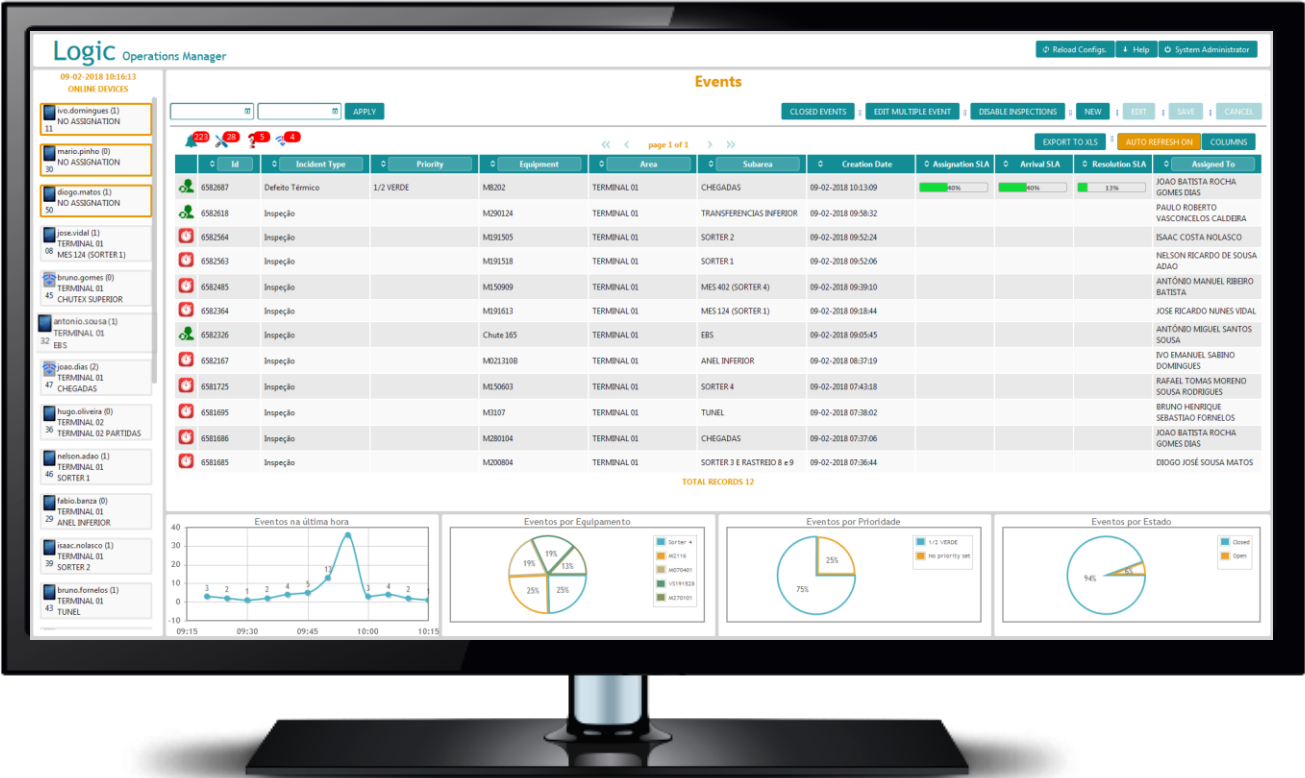 Logic Operations Manager
Reload Configs. Help System Administrator
09-02-2018 10:16:13
ONLINE DEVICES
ivo.domingues (1)
NO ASSIGNATION
11
mario.pinho (0)
NO ASSIGNATION
30
diogo.matos (1)
NO ASSIGNATION
50
jose.vidal (1)
TERMINAL 01
08 MES 124 (SORTER 1)
bruno.gomes (0)
TERMINAL 01
45 CHUTEX SUPERIOR
antonio.sousa (1)
TERMINAL 01
32 EBS
joao.dias (2)
TERMINAL 01
47 CHEGADAS
hugo.oliveira (0)
TERMINAL 02
36 TERMINAL 02 PARTIDAS
nelson.adao (1)
TERMINAL 01
46 SORTER 1
fabio.banza (0)
TERMINAL 01
29 ANEL INFERIOR
isaac.nolasco (1)
TERMINAL 01
39 SORTER 2
bruno.fornelos (1)
TERMINAL 01
43 TUNEL
Events
APPLY
CLOSED EVENTS EDIT MULTIPLE EVENT DISABLE INSPECTIONS NEW EDIT SAVE CANCEL
223 28 5 4
page 1 of 1
EXPORT TO XLS AUTO REFRESH ON COLUMNS
Id Incident Type Priority Equipment Area Subarea Creation Date Assignation SLA Arrival SLA Resolution SLA Assigned To
6582687 Defeito Térmico 1/2 VERDE M8202 TERMINAL 01 CHEGADAS 09-02-2018 10:13:09 40% 40% 13% JOAO BATISTA ROCHA
GOMES DIAS
6582618 Inspeção M290124 TERMINAL 01 TRANSFERENCIAS INFERIOR 09-02-2018 09:58:32 PAULO ROBERTO
VASCONCELOS CALDEIRA
6582564 Inspeção M191505 TERMINAL 01 SORTER 2 09-02-2018 09:52:24 ISAAC COSTA NOLASCO
6582563 Inspeção M191518 TERMINAL 01 SORTER 1 09-02-2018 09:52:06 NELSON RICARDO DE SOUSA
ADAO
6582485 Inspeção M150909 TERMINAL 01 MES 402 (SORTER 4) 09-02-2018 09:39:10 ANTÓNIO MANUEL RIBEIRO
BATISTA
6582364 Inspeção M191613 TERMINAL 01 MES 124 (SORTER 1) 09-02-2018 09:18:44 JOSE RICARDO NUNES VIDAL
6582326 Inspeção Chute 165 TERMINAL 01 EBS 09-02-2018 09:05:45 ANTÓNIO MIGUEL SANTOS
SOUSA
6582167 Inspeção M021310B TERMINAL 01 ANEL INFERIOR 09-02-2018 08:37:19 IVO EMANUEL SABINO
DOMINGUES
6581725 Inspeção M150603 TERMINAL 01 SORTER 4 09-02-2018 07:43:18 RAFAEL TOMAS MORENO
SOUSA RODRIGUES
6581695 Inspeção M3107 TERMINAL 01 TUNEL 09-02-2018 07:38:02 BRUNO HENRIQUE
SEBASTIAO FORNELOS
6581686 Inspeção M280104 TERMINAL 01 CHEGADAS 09-02-2018 07:37:06 JOAO BATISTA ROCHA
GOMES DIAS
6581685 Inspeção M200804 TERMINAL 01 SORTER 3 E RASTREIO 8 e 9 09-02-2018 07:36:44 DIOGO JOSÉ SOUSA MATOS
TOTAL RECORDS 12
Eventos na última hora
40
30
20
10
0
-10
3 2 1 2 4 5 13 3 4 2 1
09:15 09:30 09:45 10:00 10:15
Eventos por Equipamento
19% 19% 13% 25% 25%
Sorter 4
M2116
M070401
VS191528
M270101
Eventos por Prioridade
25%
75%
1/2 VERDE
No priority set
Eventos por Estado
94% 6%
Closed
Open